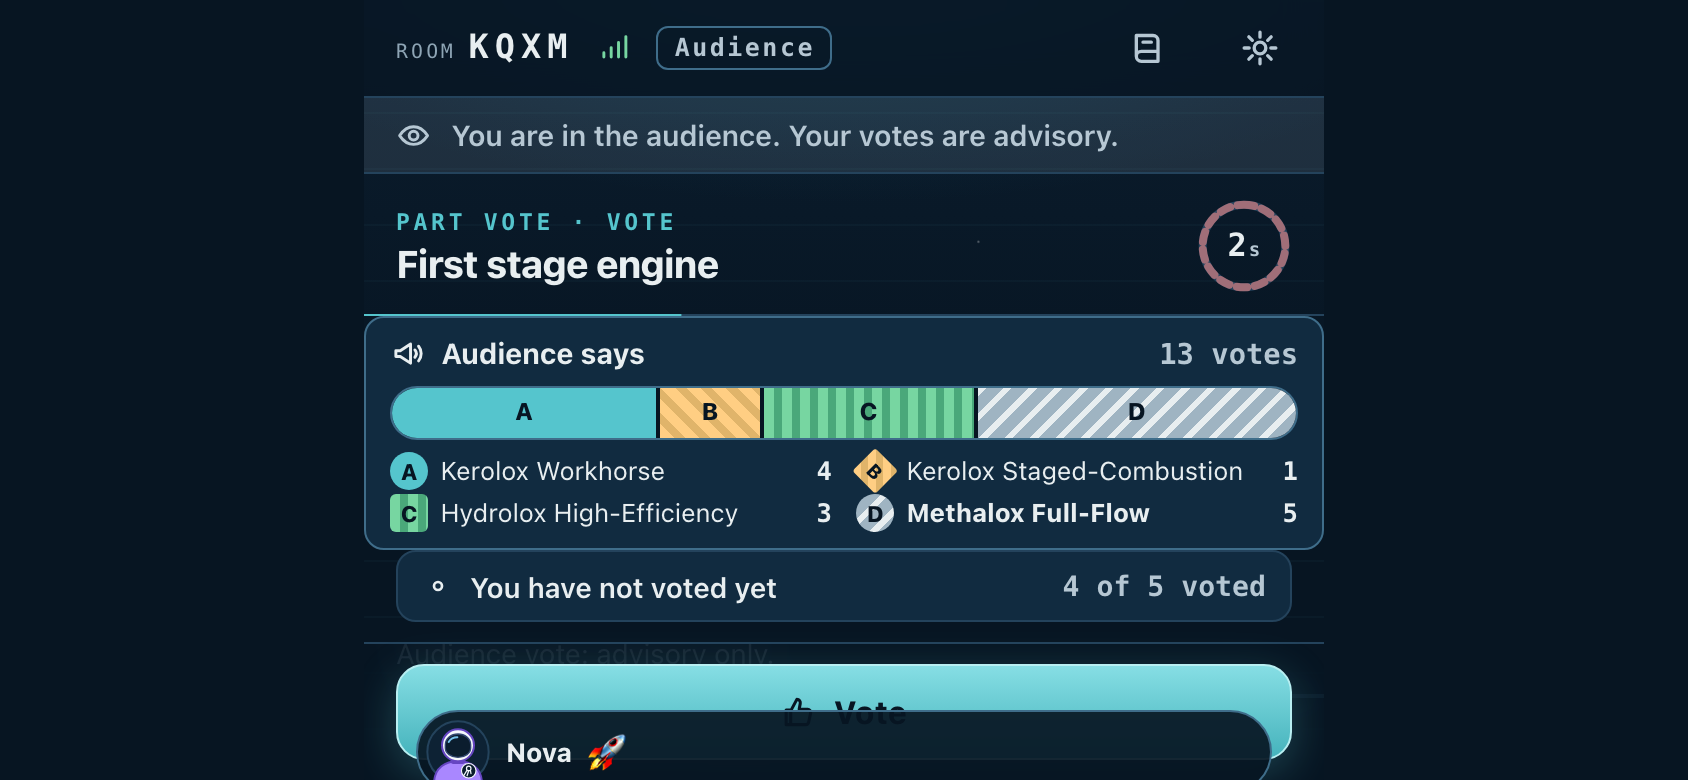 ROOM KQXM Audience
You are in the audience. Your votes are advisory.
PART VOTE · VOTE
First stage engine
2s
Audience says 13 votes
A B C D
A Kerolox Workhorse 4 B Kerolox Staged-Combustion 1
C Hydrolox High-Efficiency 3 D Methalox Full-Flow 5
You have not voted yet 4 of 5 voted
Audience vote: advisory only.
Vote
Nova 🚀